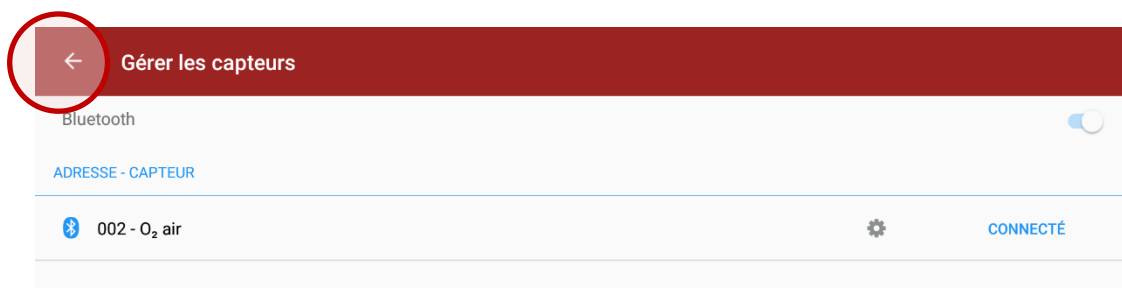 Gérer les capteurs
Bluetooth
ADRESSE - CAPTEUR
002 - O₂ air
CONNECTÉ